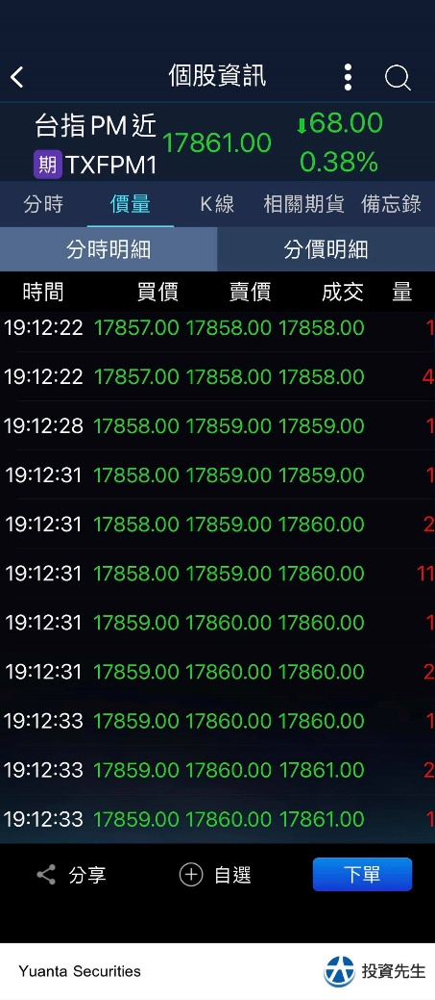 個股資訊
台指PM近 17861.00 ⬇68.00
期 TXFPM1 0.38%
分時 價量 K線 相關期貨 備忘錄
分時明細 分價明細
時間 買價 賣價 成交 量
19:12:22 17857.00 17858.00 17858.00 1
19:12:22 17857.00 17858.00 17858.00 4
19:12:28 17858.00 17859.00 17859.00 1
19:12:31 17858.00 17859.00 17859.00 1
19:12:31 17858.00 17859.00 17860.00 2
19:12:31 17858.00 17859.00 17860.00 11
19:12:31 17859.00 17860.00 17860.00 1
19:12:31 17859.00 17860.00 17860.00 2
19:12:33 17859.00 17860.00 17860.00 1
19:12:33 17859.00 17860.00 17861.00 2
19:12:33 17859.00 17860.00 17861.00 1
分享 自選 下單
Yuanta Securities 投資先生